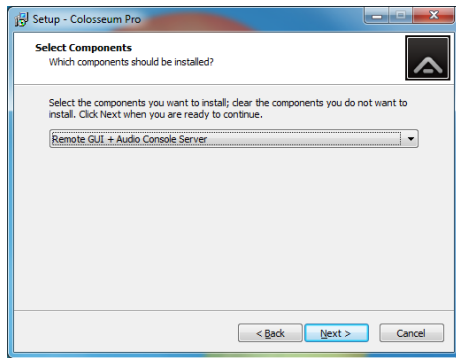 Setup - Colosseum Pro
Select Components
Which components should be installed?
Select the components you want to install; clear the components you do not want to
install. Click Next when you are ready to continue.
Remote GUI + Audio Console Server
< Back
Next >
Cancel